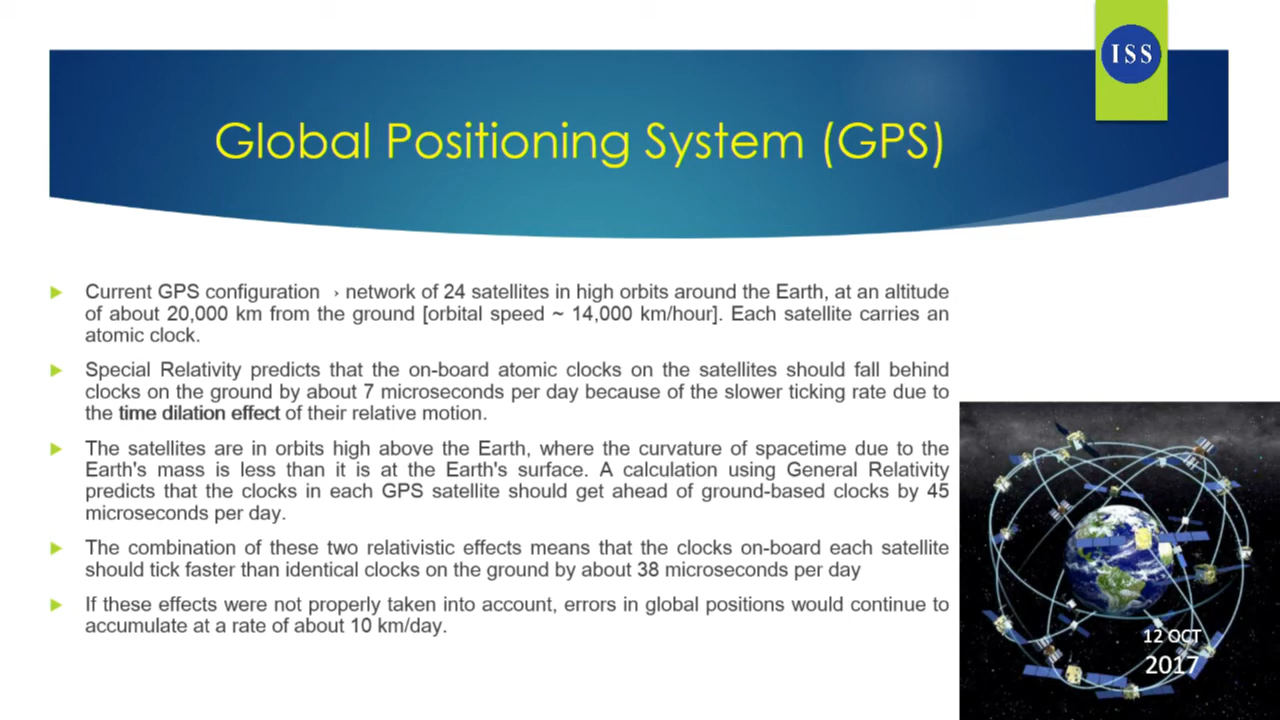 ISS
Global Positioning System (GPS)
Current GPS configuration › network of 24 satellites in high orbits around the Earth, at an altitude
of about 20,000 km from the ground [orbital speed ~ 14,000 km/hour]. Each satellite carries an
atomic clock.
Special Relativity predicts that the on-board atomic clocks on the satellites should fall behind
clocks on the ground by about 7 microseconds per day because of the slower ticking rate due to
the time dilation effect of their relative motion.
The satellites are in orbits high above the Earth, where the curvature of spacetime due to the
Earth's mass is less than it is at the Earth's surface. A calculation using General Relativity
predicts that the clocks in each GPS satellite should get ahead of ground-based clocks by 45
microseconds per day.
The combination of these two relativistic effects means that the clocks on-board each satellite
should tick faster than identical clocks on the ground by about 38 microseconds per day
If these effects were not properly taken into account, errors in global positions would continue to
accumulate at a rate of about 10 km/day.
12 OCT
2017